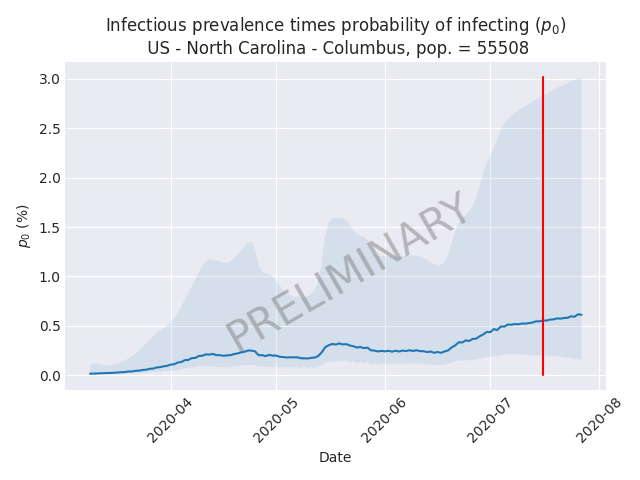 Infectious prevalence times probability of infecting (p₀)
US - North Carolina - Columbus, pop. = 55508
3.0
2.5
2.0
1.5
1.0
0.5
0.0
p₀ (%)
PRELIMINARY
2020-04
2020-05
2020-06
2020-07
2020-08
Date